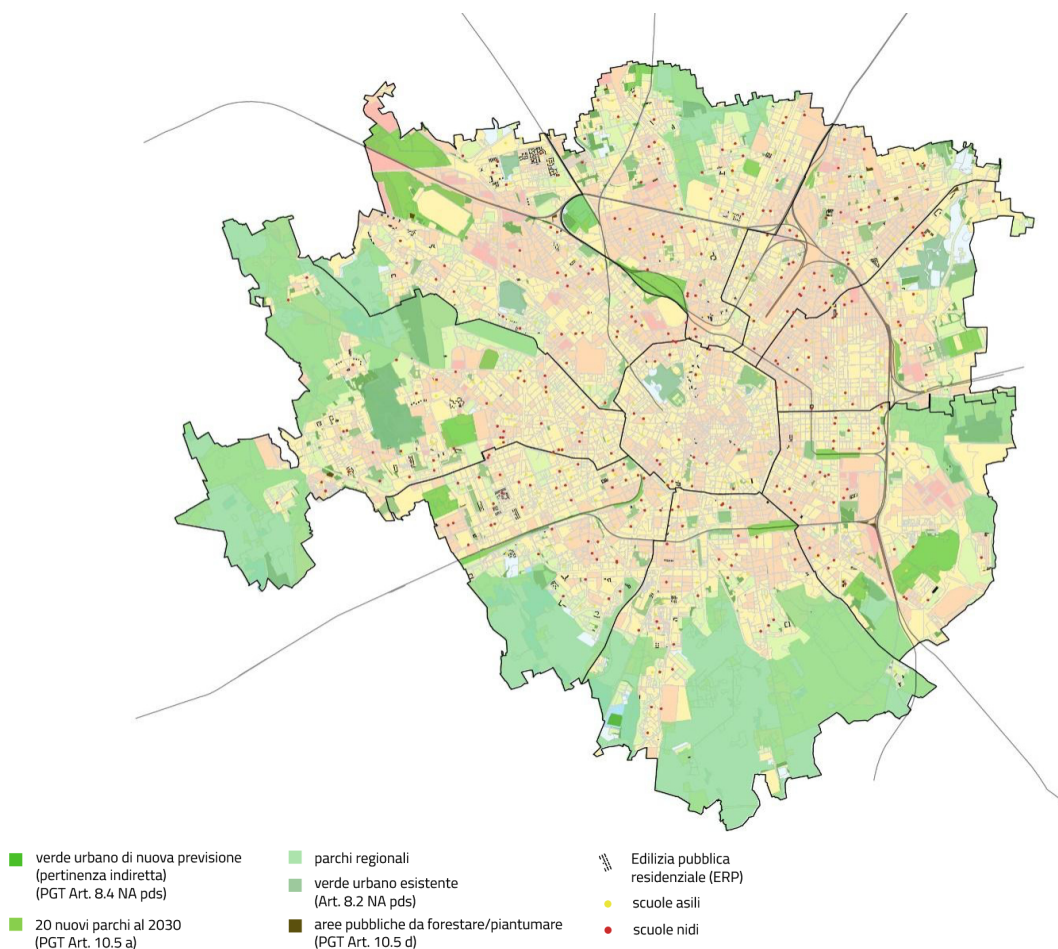 verde urbano di nuova previsione
(pertinenza indiretta)
(PGT Art. 8.4 NA pds)
20 nuovi parchi al 2030
(PGT Art. 10.5 a)
parchi regionali
verde urbano esistente
(Art. 8.2 NA pds)
aree pubbliche da forestare/piantumare
(PGT Art. 10.5 d)
Edilizia pubblica
residenziale (ERP)
scuole asili
scuole nidi